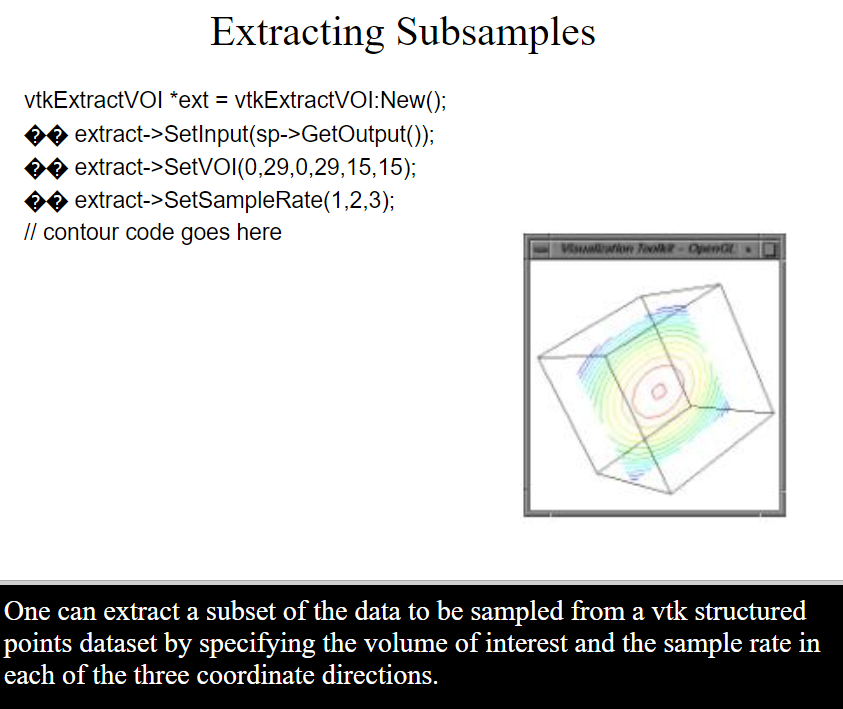 Extracting Subsamples
vtkExtractVOI *ext = vtkExtractVOI:New();
�� extract->SetInput(sp->GetOutput());
�� extract->SetVOI(0,29,0,29,15,15);
�� extract->SetSampleRate(1,2,3);
// contour code goes here
Visualization Toolkit - OpenGL
One can extract a subset of the data to be sampled from a vtk structured
points dataset by specifying the volume of interest and the sample rate in
each of the three coordinate directions.